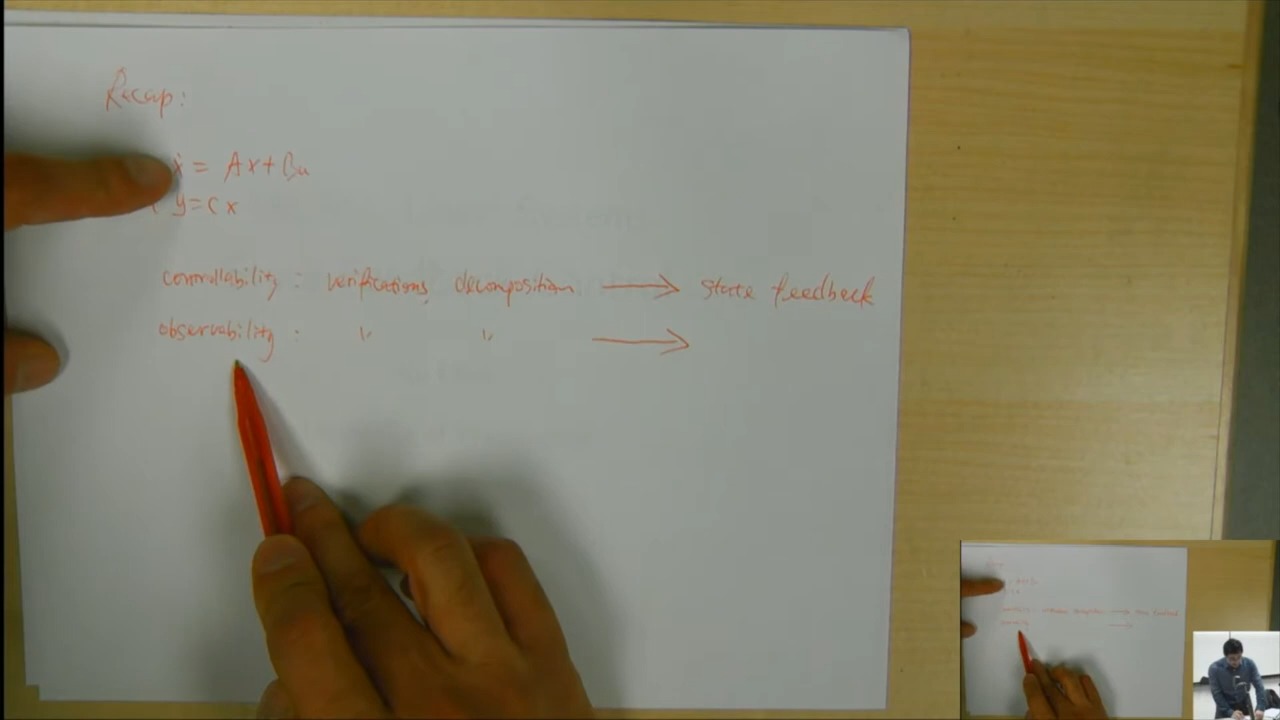 Recap:
ẋ = Ax + Bu
y = Cx
controllability : verifications, decomposition → state feedback
observability : " " →